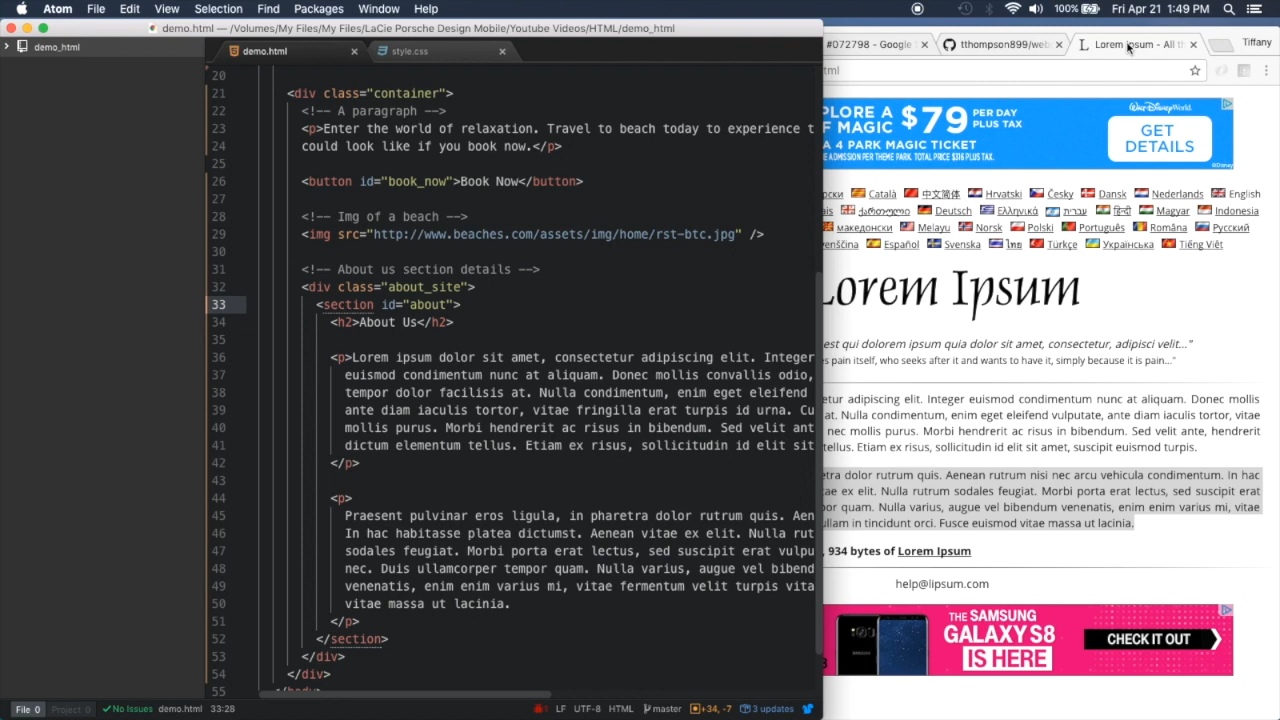 Atom File Edit View Selection Find Packages Window Help
100% Fri Apr 21 1:49 PM
demo.html — /Volumes/My Files/My Files/LaCie Porsche Design Mobile/Youtube Videos/HTML/demo_html
demo_html
demo.html
style.css
20
21 <div class="container">
22 <!-- A paragraph -->
23 <p>Enter the world of relaxation. Travel to beach today to experience t
24 could look like if you book now.</p>
25
26 <button id="book_now">Book Now</button>
27
28 <!-- Img of a beach -->
29 <img src="http://www.beaches.com/assets/img/home/rst-btc.jpg" />
30
31 <!-- About us section details -->
32 <div class="about_site">
33 <section id="about">
34 <h2>About Us</h2>
35
36 <p>Lorem ipsum dolor sit amet, consectetur adipiscing elit. Integer
37 euismod condimentum nunc at aliquam. Donec mollis convallis odio,
38 tempor dolor facilisis at. Nulla condimentum, enim eget eleifend
39 ante diam iaculis tortor, vitae fringilla erat turpis id urna. Cu
40 mollis purus. Morbi hendrerit ac risus in bibendum. Sed velit ant
41 dictum elementum tellus. Etiam ex risus, sollicitudin id elit sit
42 </p>
43
44 <p>
45 Praesent pulvinar eros ligula, in pharetra dolor rutrum quis. Aen
46 In hac habitasse platea dictumst. Aenean vitae ex elit. Nulla rut
47 sodales feugiat. Morbi porta erat lectus, sed suscipit erat vulpu
48 nec. Duis ullamcorper tempor quam. Nulla varius, augue vel bibend
49 venenatis, enim enim varius mi, vitae fermentum velit turpis vita
50 vitae massa ut lacinia.
51 </p>
52 </section>
53 </div>
54 </div>
55 </body>
File 0 Project 0 No Issues demo.html 33:28 1 LF UTF-8 HTML master +34, -7 3 updates
#072798 - Google
tthompson899/web
Lorem Ipsum - All th
Tiffany
tml
PLORE A
F MAGIC
$79
PER DAY
PLUS TAX
A 4 PARK MAGIC TICKET
ADMISSION PER THEME PARK. TOTAL PRICE $316 PLUS TAX.
Walt Disney World.
GET
DETAILS
©Disney
рски Català 中文简体 Hrvatski Česky Dansk Nederlands English
ais ქართული Deutsch Ελληνικά עברית हिन्दी Magyar Indonesia
македонски Melayu Norsk Polski Português Româna Русский
venščina Español Svenska ไทย Türkçe Українська Tiếng Việt
Lorem Ipsum
est qui dolorem ipsum quia dolor sit amet, consectetur, adipisci velit..."
s pain itself, who seeks after it and wants to have it, simply because it is pain..."
etur adipiscing elit. Integer euismod condimentum nunc at aliquam. Donec mollis
at. Nulla condimentum, enim eget eleifend vulputate, ante diam iaculis tortor, vitae
nec mollis purus. Morbi hendrerit ac risus in bibendum. Sed velit ante, hendrerit
tellus. Etiam ex risus, sollicitudin id elit sit amet, suscipit euismod turpis.
etra dolor rutrum quis. Aenean rutrum nisi nec arcu vehicula condimentum. In hac
tae ex elit. Nulla rutrum sodales feugiat. Morbi porta erat lectus, sed suscipit erat
por quam. Nulla varius, augue vel bibendum venenatis, enim enim varius mi, vitae
ullam in tincidunt orci. Fusce euismod vitae massa ut lacinia.
, 934 bytes of Lorem Ipsum
help@lipsum.com
THE SAMSUNG
GALAXY S8
IS HERE
CHECK IT OUT